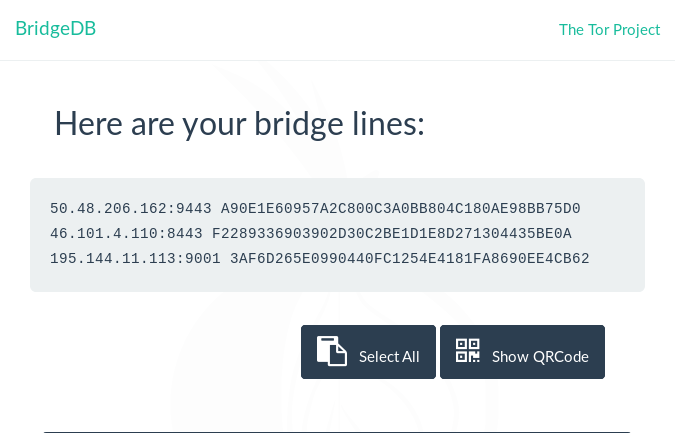 BridgeDB
The Tor Project
Here are your bridge lines:
50.48.206.162:9443 A90E1E60957A2C800C3A0BB804C180AE98BB75D0
46.101.4.110:8443 F2289336903902D30C2BE1D1E8D271304435BE0A
195.144.11.113:9001 3AF6D265E0990440FC1254E4181FA8690EE4CB62
Select All
Show QRCode